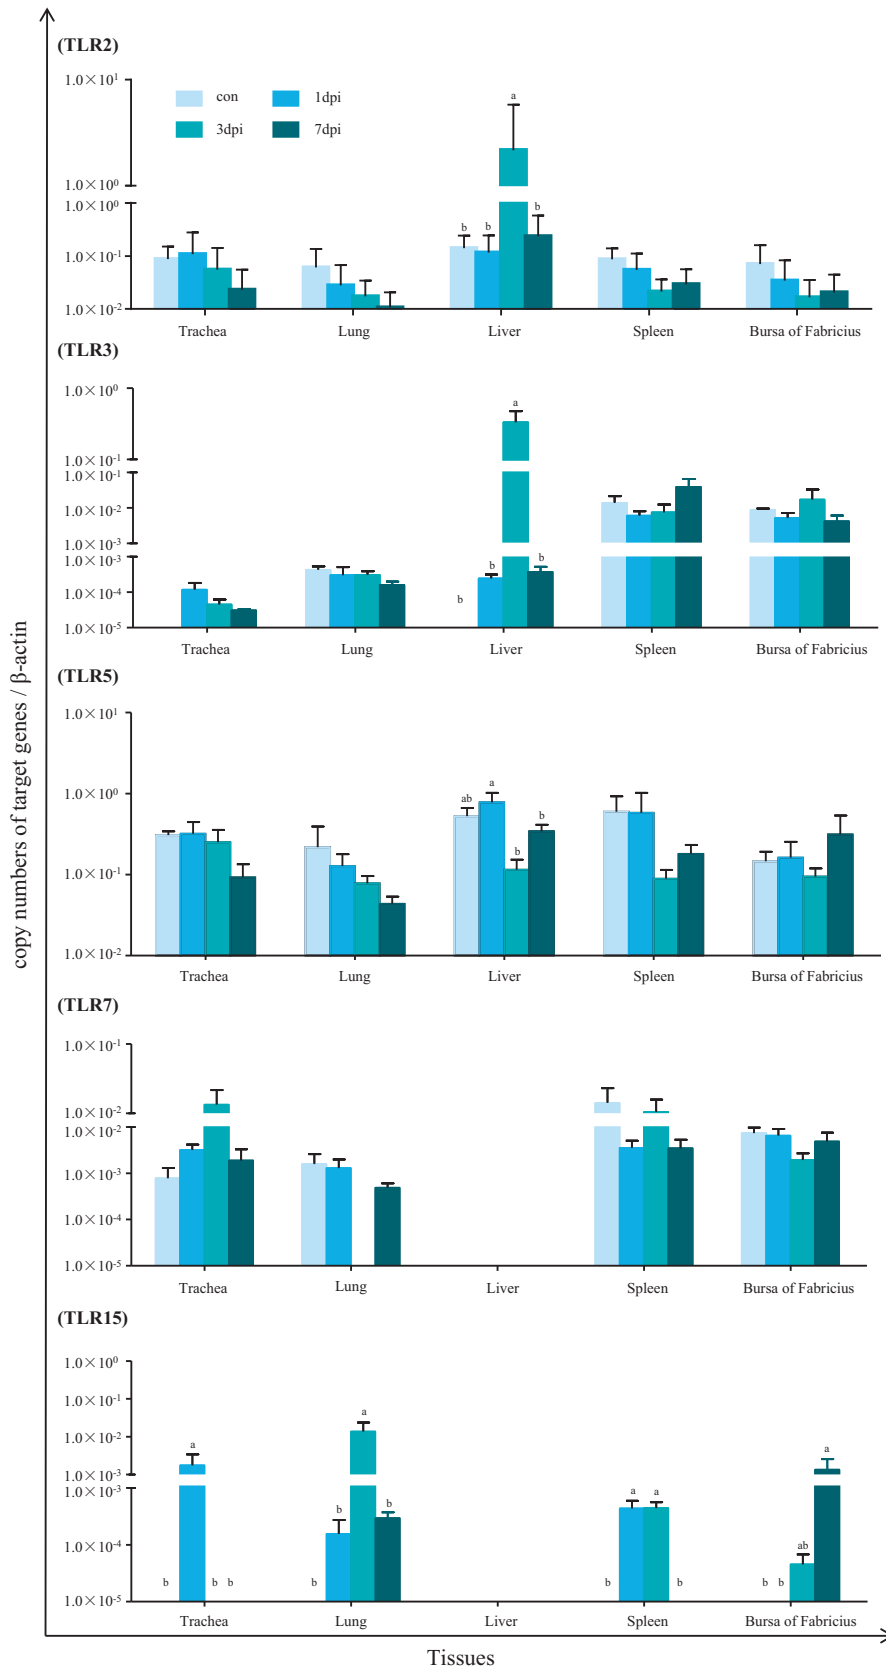 (TLR2)
1.0×10¹
con 1dpi
3dpi 7dpi
a
1.0×10⁰
1.0×10⁰
b b b
1.0×10⁻¹
1.0×10⁻²
Trachea Lung Liver Spleen Bursa of Fabricius
(TLR3)
1.0×10⁰
a
1.0×10⁻¹
1.0×10⁻¹
1.0×10⁻²
1.0×10⁻³
1.0×10⁻³
b b
1.0×10⁻⁴
b
1.0×10⁻⁵
Trachea Lung Liver Spleen Bursa of Fabricius
(TLR5)
1.0×10¹
1.0×10⁰
ab a b b
1.0×10⁻¹
1.0×10⁻²
Trachea Lung Liver Spleen Bursa of Fabricius
(TLR7)
1.0×10⁻¹
1.0×10⁻²
1.0×10⁻²
1.0×10⁻³
1.0×10⁻⁴
1.0×10⁻⁵
Trachea Lung Liver Spleen Bursa of Fabricius
(TLR15)
1.0×10⁰
1.0×10⁻¹
a
1.0×10⁻²
a a
1.0×10⁻³
1.0×10⁻³
b b a a
1.0×10⁻⁴
ab
b b b b b b b b
1.0×10⁻⁵
Trachea Lung Liver Spleen Bursa of Fabricius
Tissues
copy numbers of target genes / β-actin